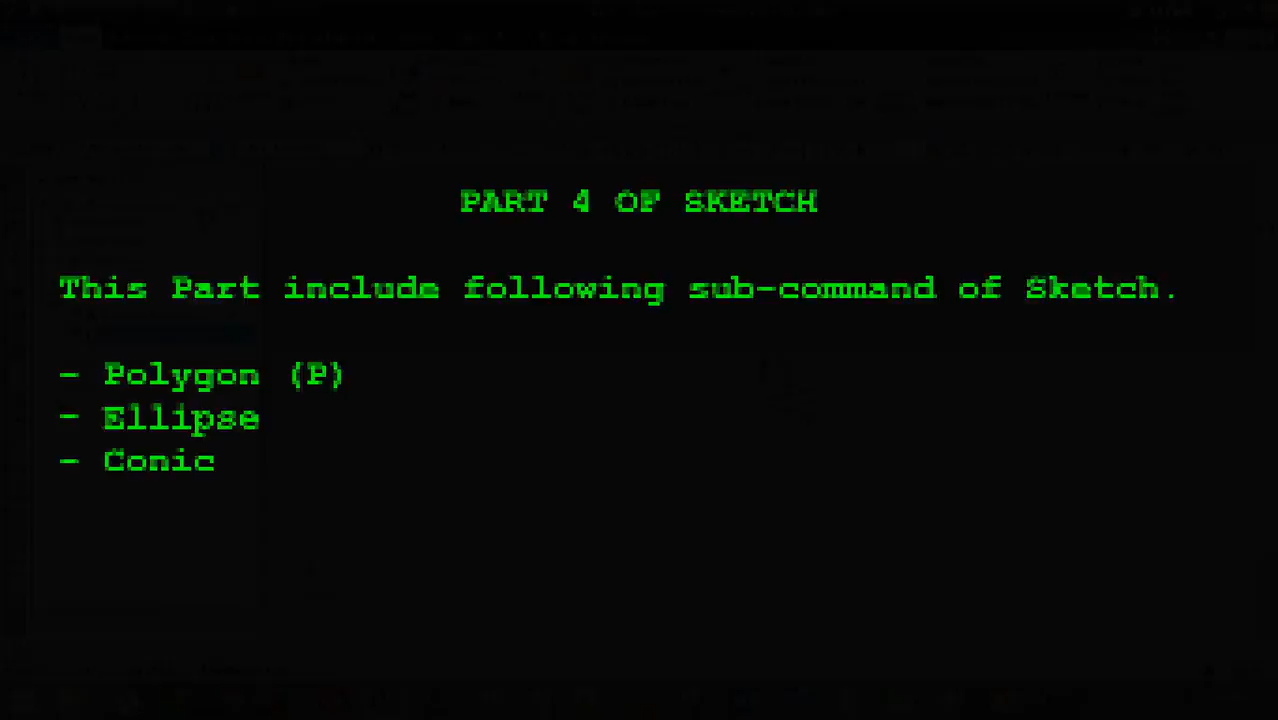 PART 4 OF SKETCH
This Part include following sub-command of Sketch.
- Polygon (P)
- Ellipse
- Conic